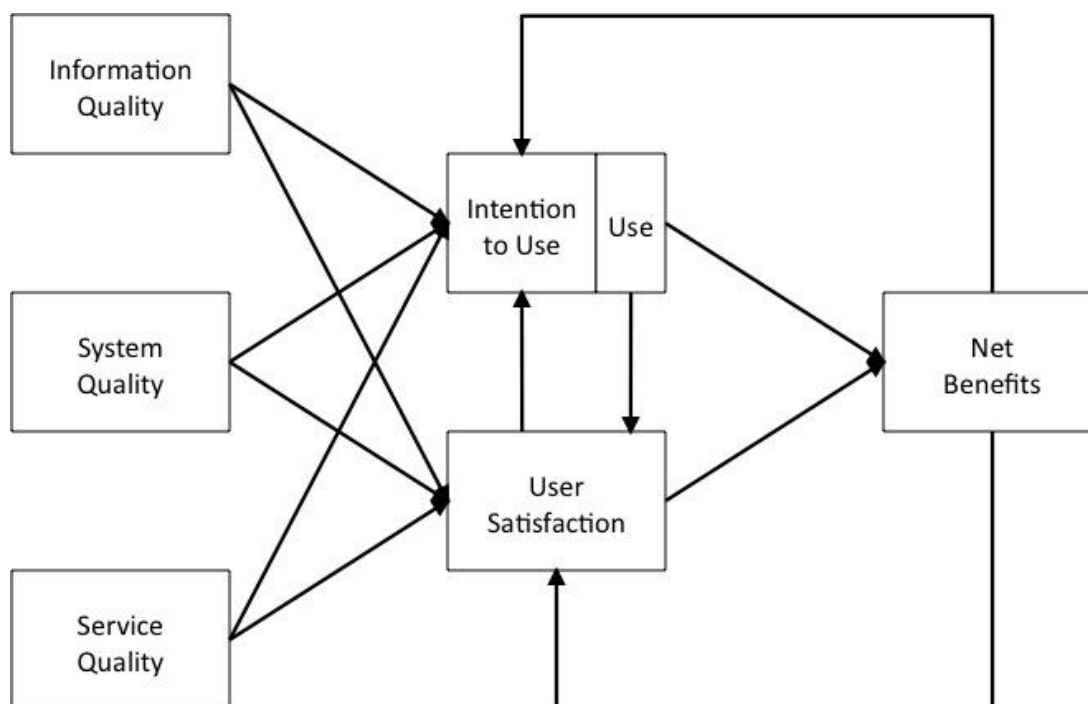 Information
Quality
Intention
to Use
Use
System
Quality
Net
Benefits
User
Satisfaction
Service
Quality